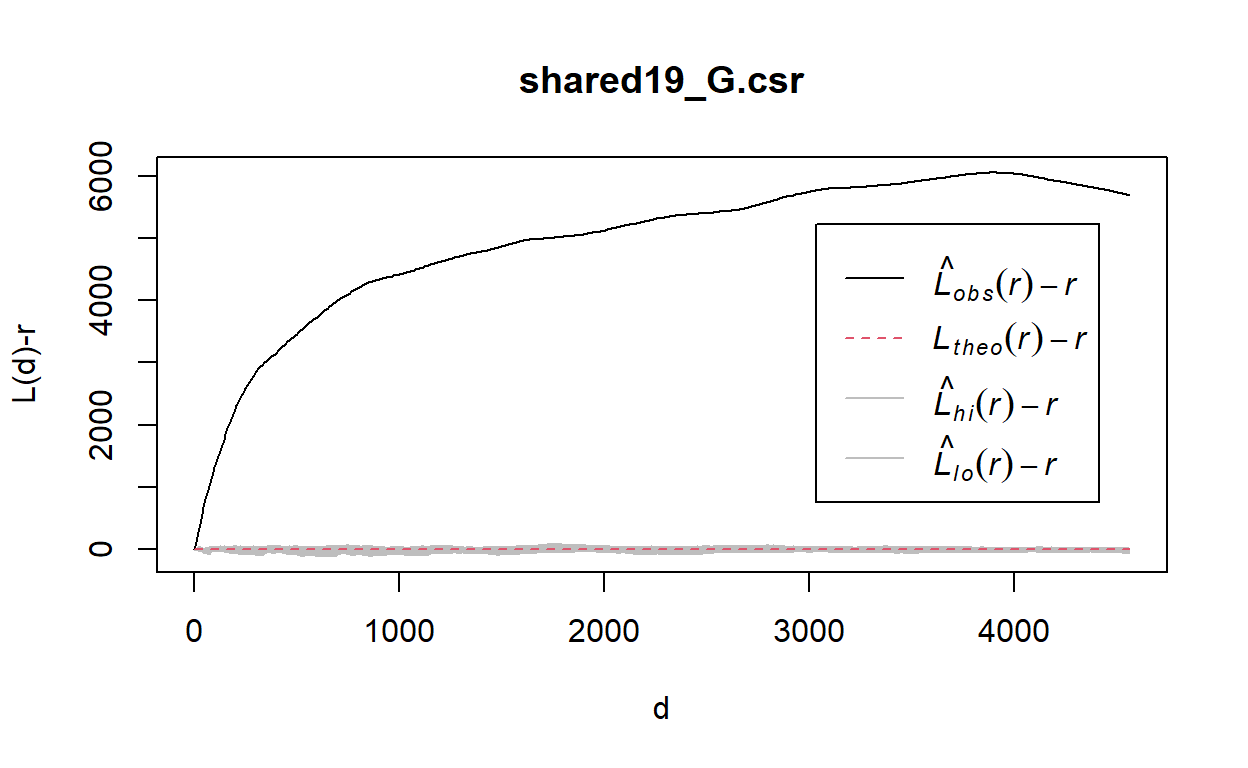 shared19_G.csr
L(d)-r
6000
4000
2000
0
L̂obs(r) − r
Ltheo(r) − r
L̂hi(r) − r
L̂lo(r) − r
0 1000 2000 3000 4000
d